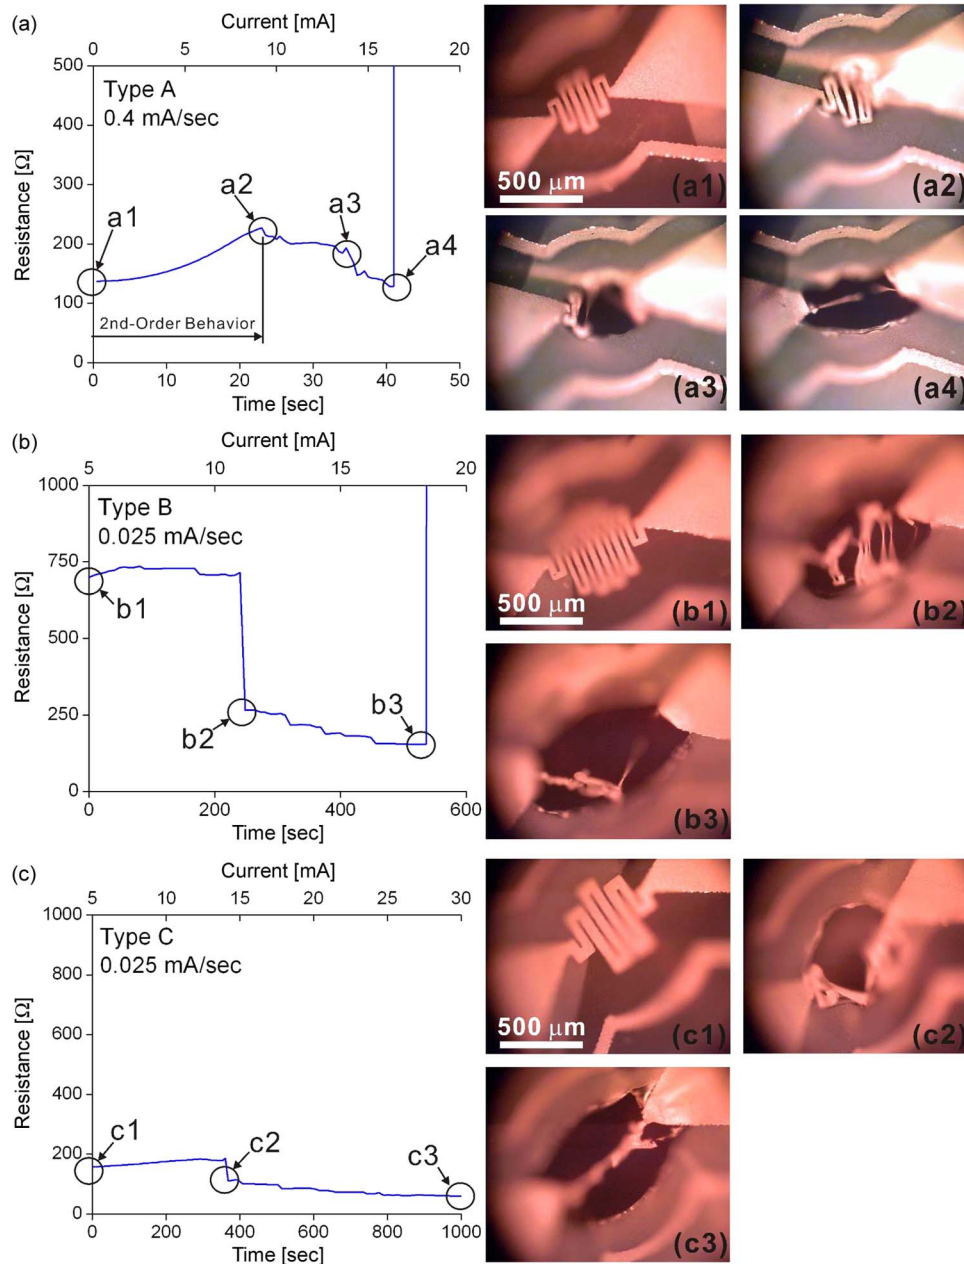 (a)
Current [mA]
0 5 10 15 20
500
400
300
200
100
0
Resistance [Ω]
Type A
0.4 mA/sec
a1
a2
a3
a4
2nd-Order Behavior
0 10 20 30 40 50
Time [sec]
500 μm
(a1)
(a2)
(a3)
(a4)
(b)
Current [mA]
5 10 15 20
1000
750
500
250
0
Resistance [Ω]
Type B
0.025 mA/sec
b1
b2
b3
0 200 400 600
Time [sec]
500 μm
(b1)
(b2)
(b3)
(c)
Current [mA]
5 10 15 20 25 30
1000
800
600
400
200
0
Resistance [Ω]
Type C
0.025 mA/sec
c1
c2
c3
0 200 400 600 800 1000
Time [sec]
500 μm
(c1)
(c2)
(c3)